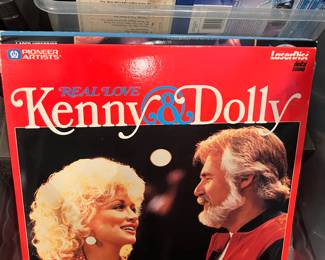 PIONEER
ARTISTS
LaserDisc
REAL LOVE
Kenny & Dolly